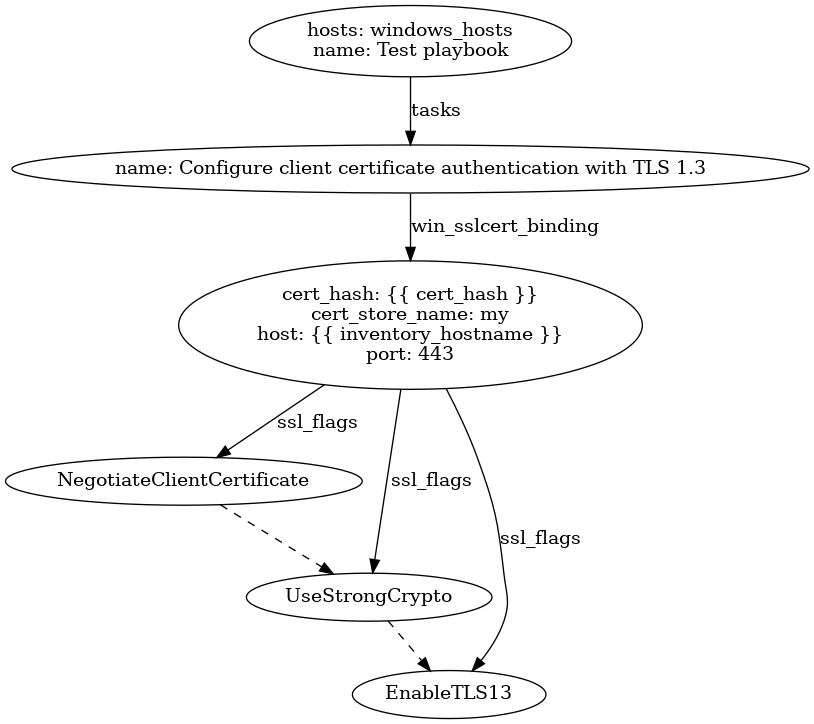 hosts: windows_hosts
name: Test playbook
tasks
name: Configure client certificate authentication with TLS 1.3
win_sslcert_binding
cert_hash: {{ cert_hash }}
cert_store_name: my
host: {{ inventory_hostname }}
port: 443
ssl_flags
NegotiateClientCertificate
ssl_flags
ssl_flags
UseStrongCrypto
EnableTLS13